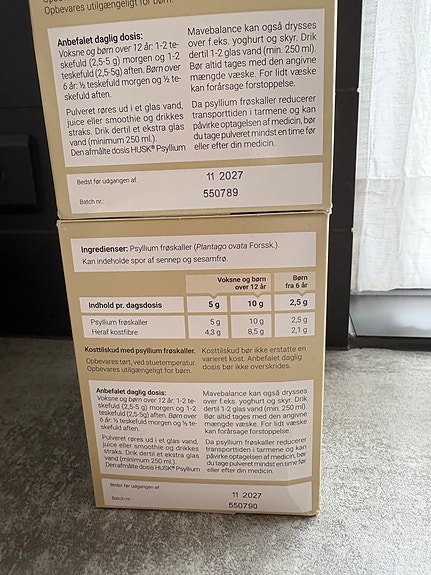 Opbevares utilgængeligt for børn.
Anbefalet daglig dosis:
Voksne og børn over 12 år: 1-2 te-
skefuld (2,5-5 g) morgen og 1-2
teskefuld (2,5-5g) aften. Børn over
6 år: ½ teskefuld morgen og ½ te-
skefuld aften.
Pulveret røres ud i et glas vand,
juice eller smoothie og drikkes
straks. Drik dertil et ekstra glas
vand (minimum 250 ml).
Den afmålte dosis HUSK® Psyllium
Mavebalance kan også drysses
over f.eks. yoghurt og skyr. Drik
dertil 1-2 glas vand (min. 250 ml).
Bør altid tages med den angivne
mængde væske. For lidt væske
kan forårsage forstoppelse.
Da psyllium frøskaller reducerer
transporttiden i tarmene og kan
påvirke optagelsen af medicin, bør
du tage pulveret mindst en time før
eller efter din medicin.
Bedst før udgangen af:
11 2027
Batch nr.:
550789
Ingredienser: Psyllium frøskaller (Plantago ovata Forssk.).
Kan indeholde spor af sennep og sesamfrø.
Voksne og børn
over 12 år
Børn
fra 6 år
Indhold pr. dagsdosis 5 g 10 g 2,5 g
Psyllium frøskaller 5 g 10 g 2,5 g
Heraf kostfibre 4,3 g 8,5 g 2,1 g
Kosttilskud med psyllium frøskaller.
Opbevares tørt, ved stuetemperatur.
Opbevares utilgængeligt for børn.
Kosttilskud bør ikke erstatte en
varieret kost. Anbefalet daglig
dosis bør ikke overskrides.
Anbefalet daglig dosis:
Voksne og børn over 12 år: 1-2 te-
skefuld (2,5-5 g) morgen og 1-2
teskefuld (2,5-5g) aften. Børn over
6 år: ½ teskefuld morgen og ½ te-
skefuld aften.
Pulveret røres ud i et glas vand,
juice eller smoothie og drikkes
straks. Drik dertil et ekstra glas
vand (minimum 250 ml).
Den afmålte dosis HUSK® Psyllium
Mavebalance kan også drysses
over f.eks. yoghurt og skyr. Drik
dertil 1-2 glas vand (min. 250 ml).
Bør altid tages med den angivne
mængde væske. For lidt væske
kan forårsage forstoppelse.
Da psyllium frøskaller reducerer
transporttiden i tarmene og kan
påvirke optagelsen af medicin, bør
du tage pulveret mindst en time før
eller efter din medicin.
Bedst før udgangen af:
11 2027
Batch nr.:
550790